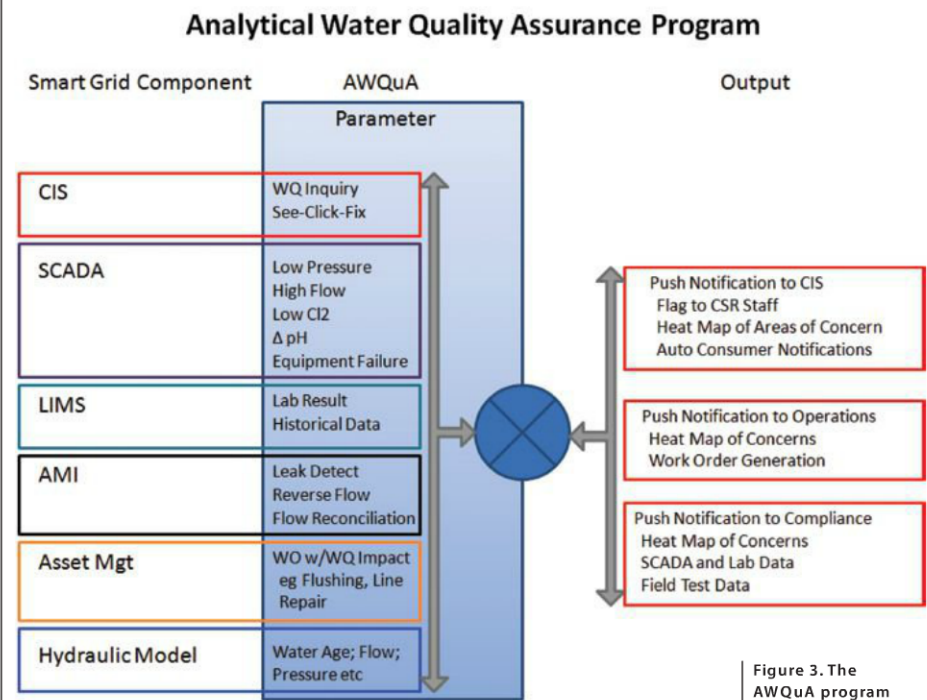 Analytical Water Quality Assurance Program
Smart Grid Component
AWQuA
Output
Parameter
CIS
WQ Inquiry
See-Click-Fix
SCADA
Low Pressure
High Flow
Low Cl2
Δ pH
Equipment Failure
LIMS
Lab Result
Historical Data
AMI
Leak Detect
Reverse Flow
Flow Reconciliation
Asset Mgt
WO w/WQ Impact
eg Flushing, Line
Repair
Hydraulic Model
Water Age; Flow;
Pressure etc
Push Notification to CIS
Flag to CSR Staff
Heat Map of Areas of Concern
Auto Consumer Notifications
Push Notification to Operations
Heat Map of Concerns
Work Order Generation
Push Notification to Compliance
Heat Map of Concerns
SCADA and Lab Data
Field Test Data
Figure 3. The
AWQuA program